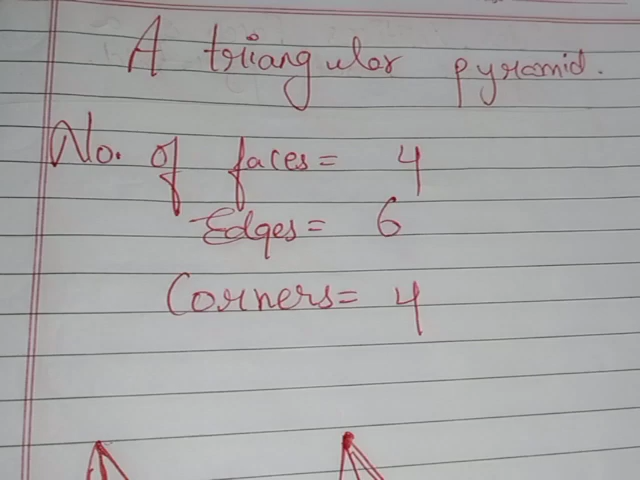 A triangular pyramid.
No. of faces = 4
Edges = 6
Corners = 4